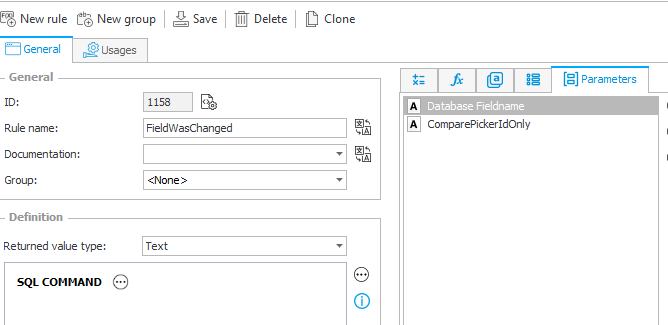 New rule New group Save Delete Clone
General Usages
General
ID: 1158
Rule name: FieldWasChanged
Documentation:
Group: <None>
Definition
Returned value type: Text
SQL COMMAND
fx a Parameters
A Database Fieldname
A ComparePickerIdOnly